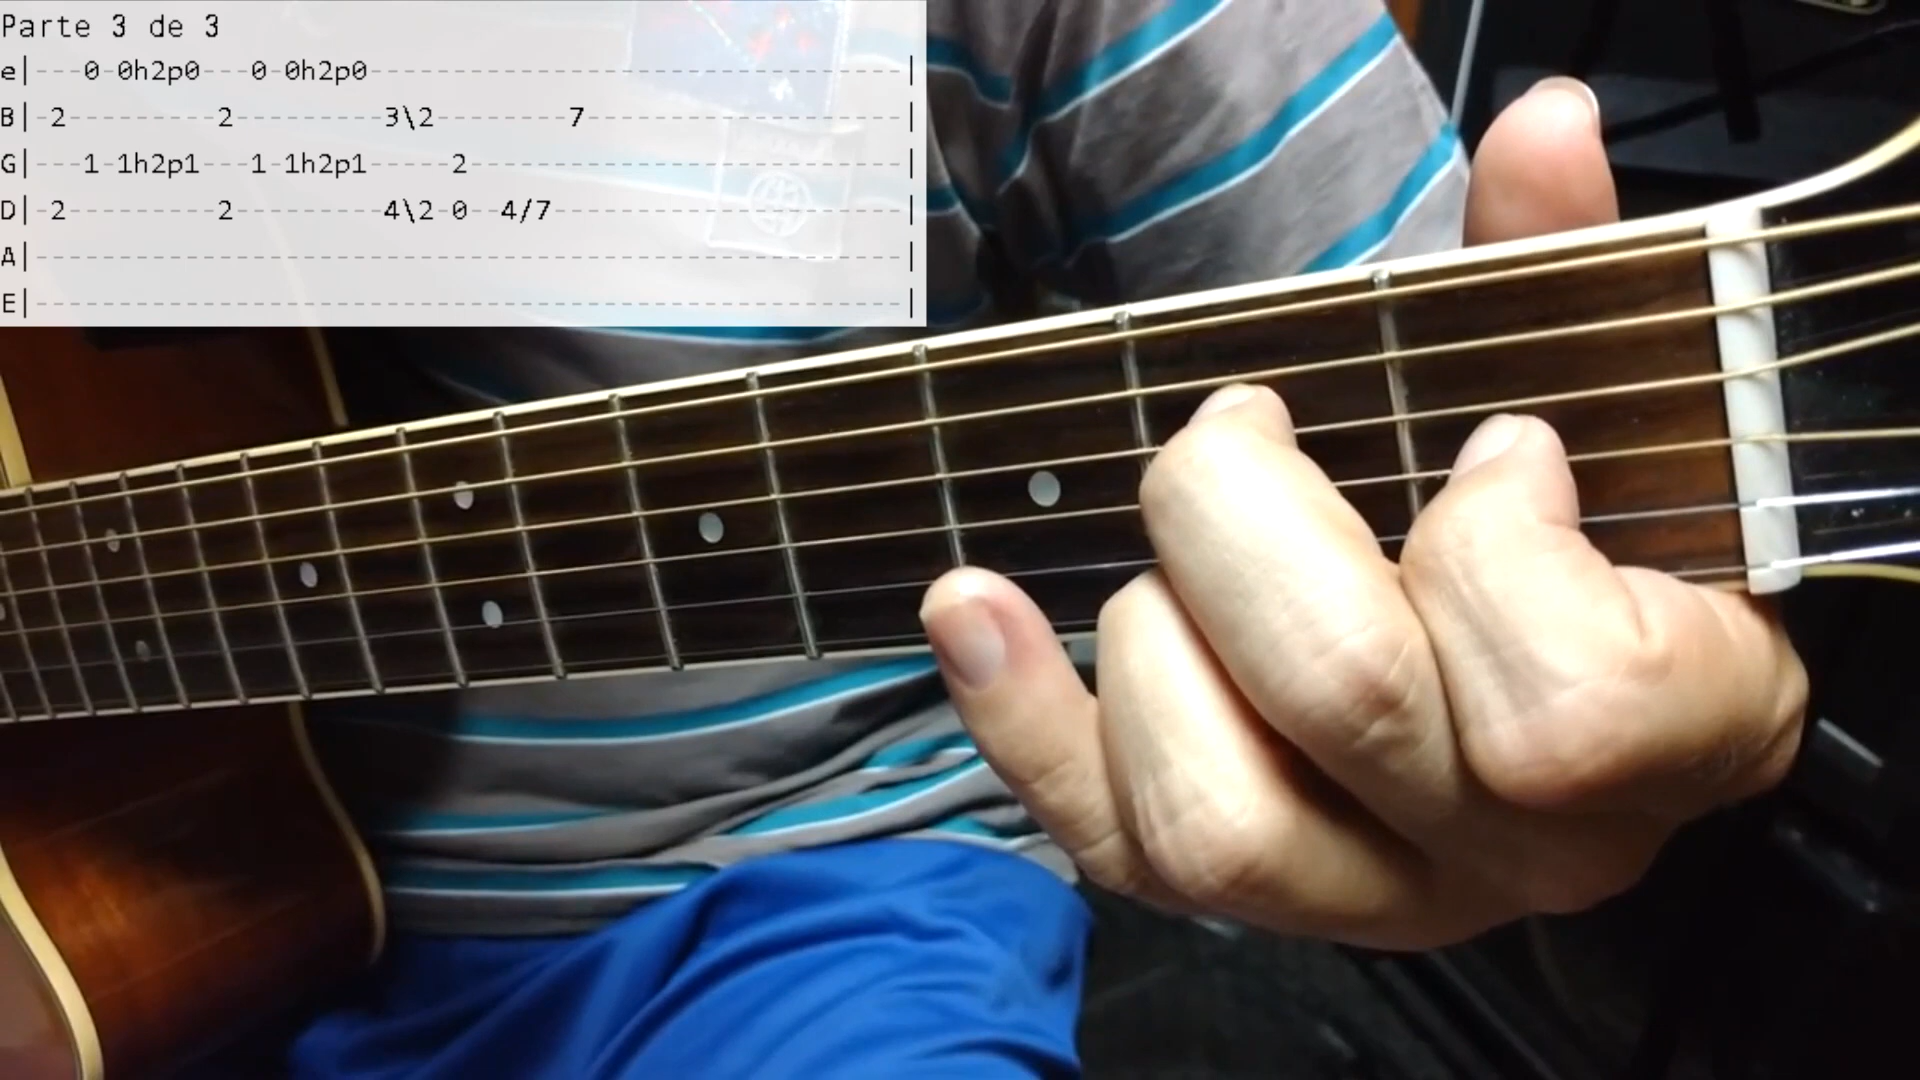 Parte 3 de 3
e|---0-0h2p0---0-0h2p0--------------------------------|
B|-2---------2---------3\2--------7-------------------|
G|---1-1h2p1---1-1h2p1-----2--------------------------|
D|-2---------2---------4\2-0--4/7---------------------|
A|----------------------------------------------------|
E|----------------------------------------------------|